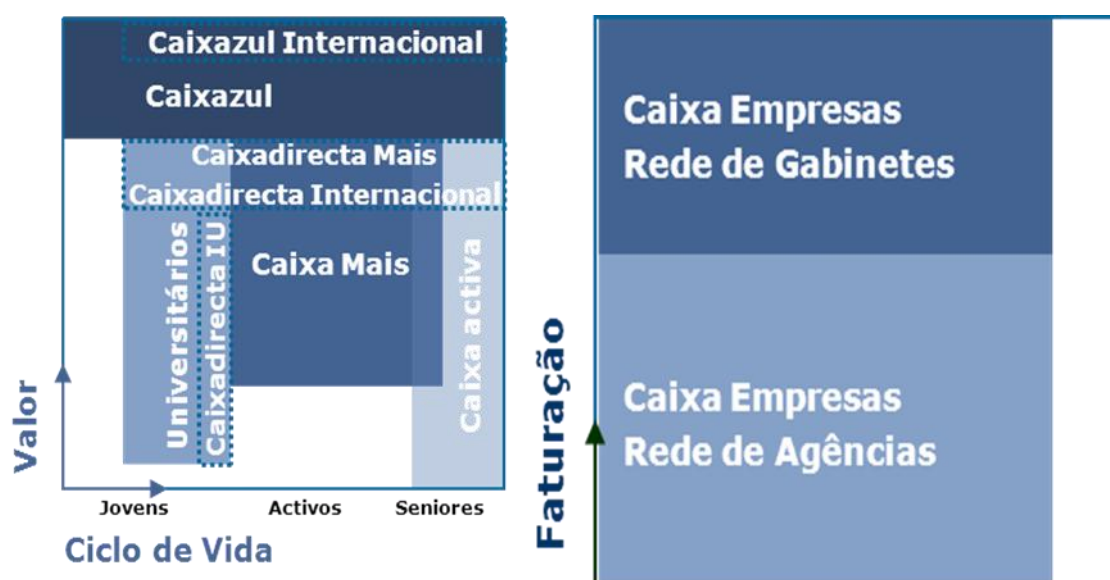 Caixazul Internacional
Caixazul
Caixadirecta Mais
Caixadirecta Internacional
Universitários
Caixadirecta IU
Caixa Mais
Caixa activa
Valor
Jovens
Activos
Seniores
Ciclo de Vida
Caixa Empresas
Rede de Gabinetes
Caixa Empresas
Rede de Agências
Faturação